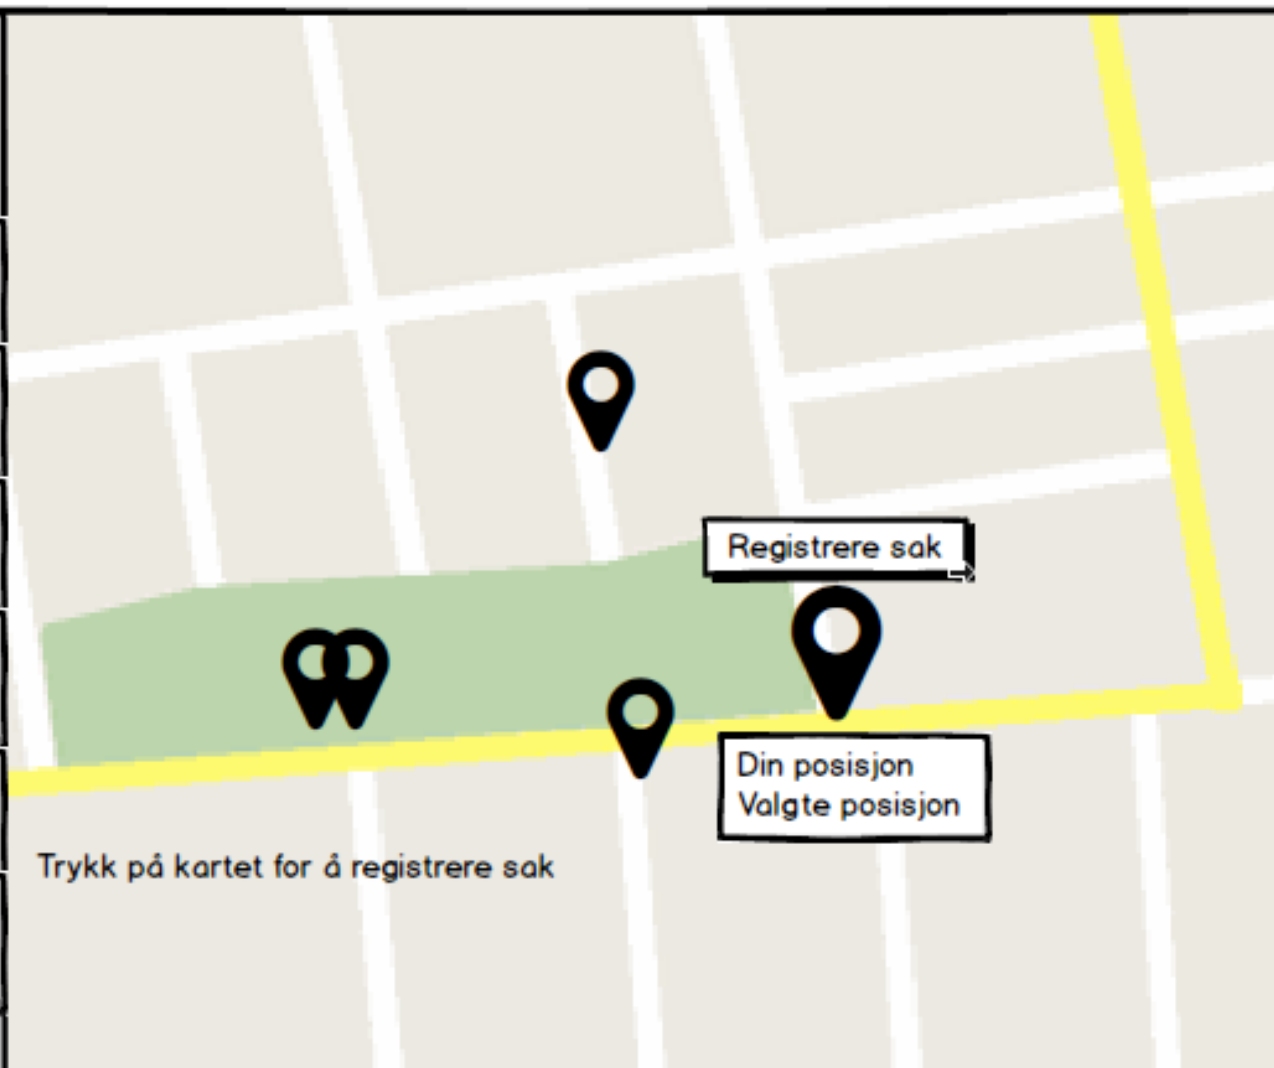 Registrere sak
Din posisjon
Valgte posisjon
Trykk på kartet for å registrere sak